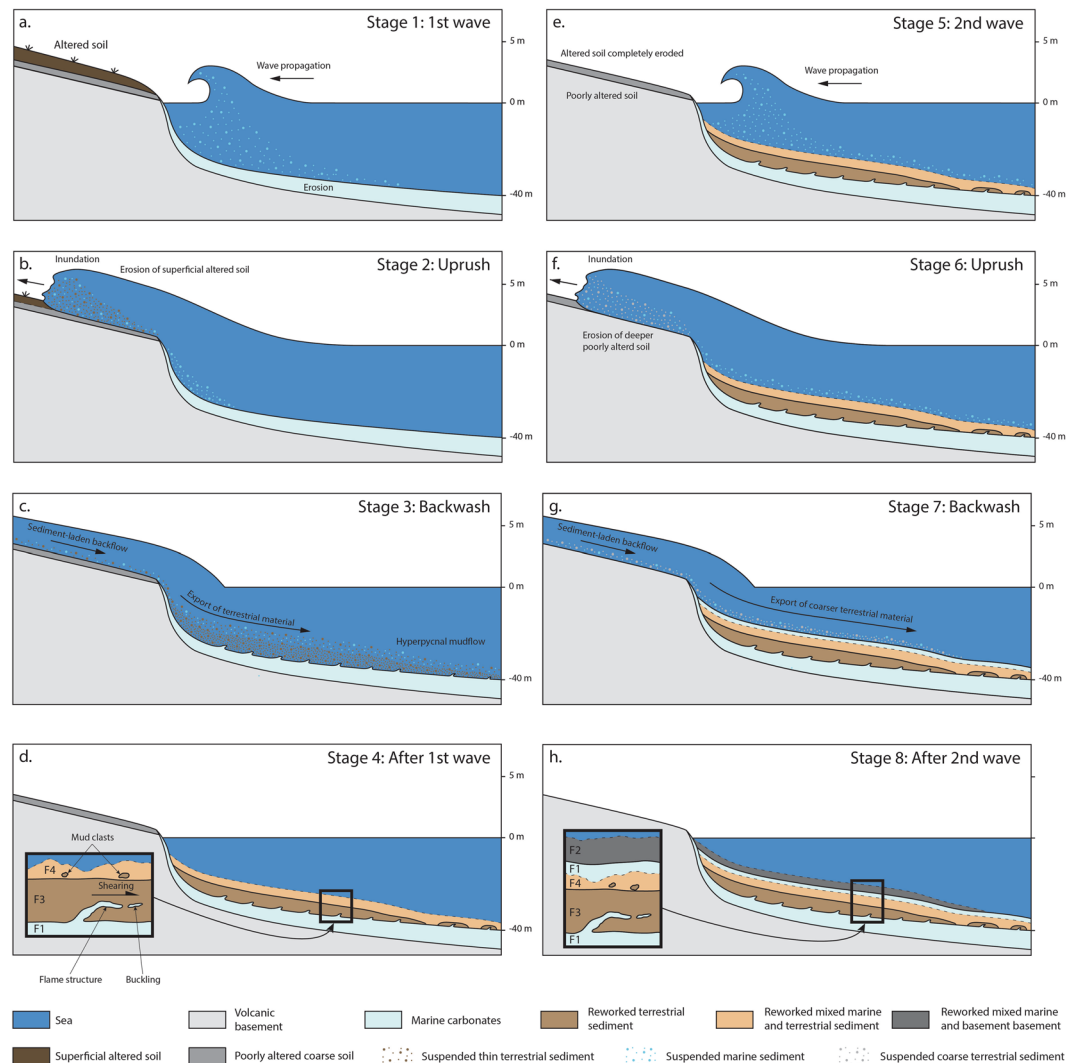 a.
Stage 1: 1st wave
Altered soil
Wave propagation
Erosion
5 m
0 m
-40 m
b.
Stage 2: Uprush
Inundation
Erosion of superficial altered soil
5 m
0 m
-40 m
c.
Stage 3: Backwash
Sediment-laden backflow
Export of terrestrial material
Hyperpycnal mudflow
5 m
0 m
-40 m
d.
Stage 4: After 1st wave
Mud clasts
F4
Shearing
F3
F1
Flame structure
Buckling
5 m
0 m
-40 m
e.
Stage 5: 2nd wave
Altered soil completely eroded
Poorly altered soil
Wave propagation
5 m
0 m
-40 m
f.
Stage 6: Uprush
Inundation
Erosion of deeper
poorly alterd soil
5 m
0 m
-40 m
g.
Stage 7: Backwash
Sediment-laden backflow
Export of coarser terrestrial material
5 m
0 m
-40 m
h.
Stage 8: After 2nd wave
F2
F1
F4
F3
F1
5 m
0 m
-40 m
Sea
Volcanic
basement
Marine carbonates
Reworked terrestrial
sediment
Reworked mixed marine
and terrestrial sediment
Reworked mixed marine
and basement basement
Superficial altered soil
Poorly altered coarse soil
Suspended thin terrestrial sediment
Suspended marine sediment
Suspended coarse terrestrial sediment